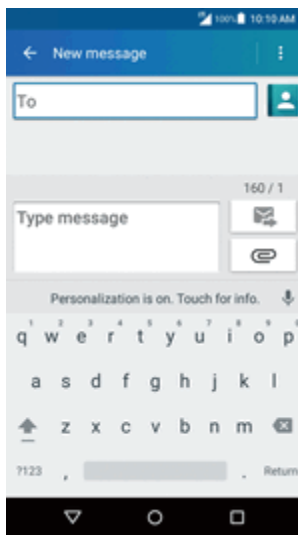 100% 10:10 AM
New message
To
160 / 1
Type message
Personalization is on. Touch for info.
1 2 3 4 5 6 7 8 9
q w e r t y u i o p
a s d f g h j k l
z x c v b n m
?123 , . Return